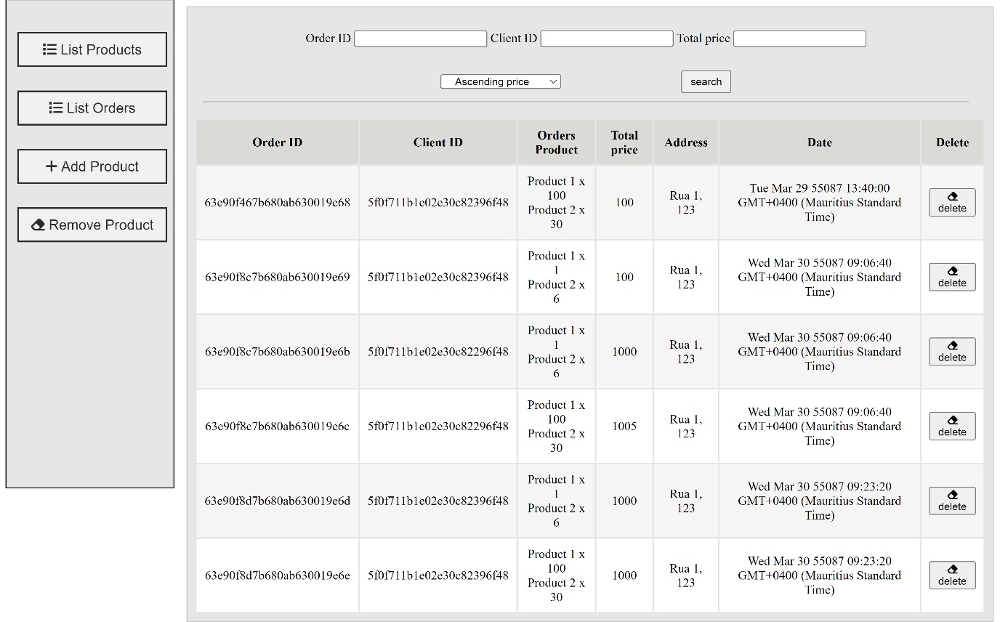 List Products
List Orders
Add Product
Remove Product
Order ID Client ID Total price
Ascending price search
Order ID Client ID Orders Product Total price Address Date Delete
63e90f467b680ab630019e68 5f0f711b1e02e30c82396f48 Product 1 x 100 Product 2 x 30 100 Rua 1, 123 Tue Mar 29 55087 13:40:00 GMT+0400 (Mauritius Standard Time) delete
63e90f8c7b680ab630019e69 5f0f711b1e02e30c82396f48 Product 1 x 1 Product 2 x 6 100 Rua 1, 123 Wed Mar 30 55087 09:06:40 GMT+0400 (Mauritius Standard Time) delete
63e90f8c7b680ab630019e6b 5f0f711b1e02e30c82296f48 Product 1 x 1 Product 2 x 6 1000 Rua 1, 123 Wed Mar 30 55087 09:06:40 GMT+0400 (Mauritius Standard Time) delete
63e90f8c7b680ab630019e6c 5f0f711b1e02e30c82296f48 Product 1 x 100 Product 2 x 30 1005 Rua 1, 123 Wed Mar 30 55087 09:06:40 GMT+0400 (Mauritius Standard Time) delete
63e90f8d7b680ab630019e6d 5f0f711b1e02e30c82396f48 Product 1 x 1 Product 2 x 6 1000 Rua 1, 123 Wed Mar 30 55087 09:23:20 GMT+0400 (Mauritius Standard Time) delete
63e90f8d7b680ab630019e6e 5f0f711b1e02e30c82396f48 Product 1 x 100 Product 2 x 30 1000 Rua 1, 123 Wed Mar 30 55087 09:23:20 GMT+0400 (Mauritius Standard Time) delete